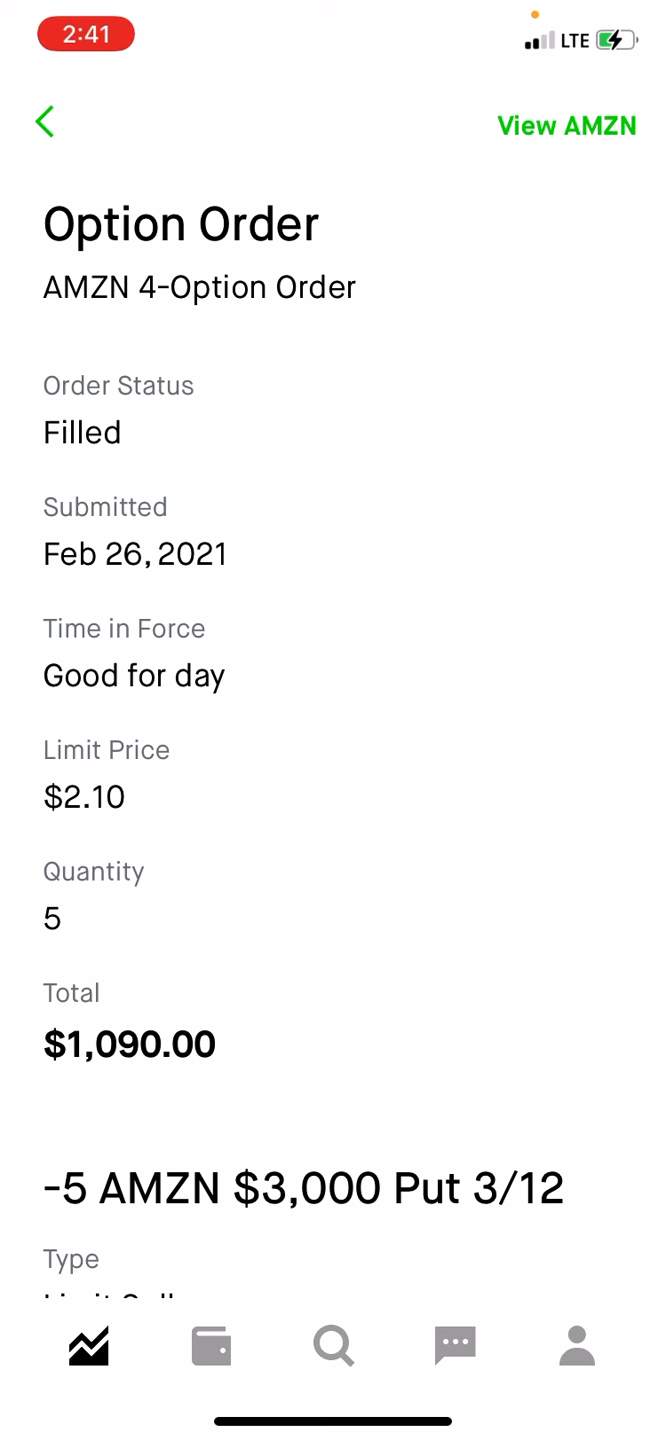 2:41
LTE
View AMZN
Option Order
AMZN 4-Option Order
Order Status
Filled
Submitted
Feb 26, 2021
Time in Force
Good for day
Limit Price
$2.10
Quantity
5
Total
$1,090.00
-5 AMZN $3,000 Put 3/12
Type